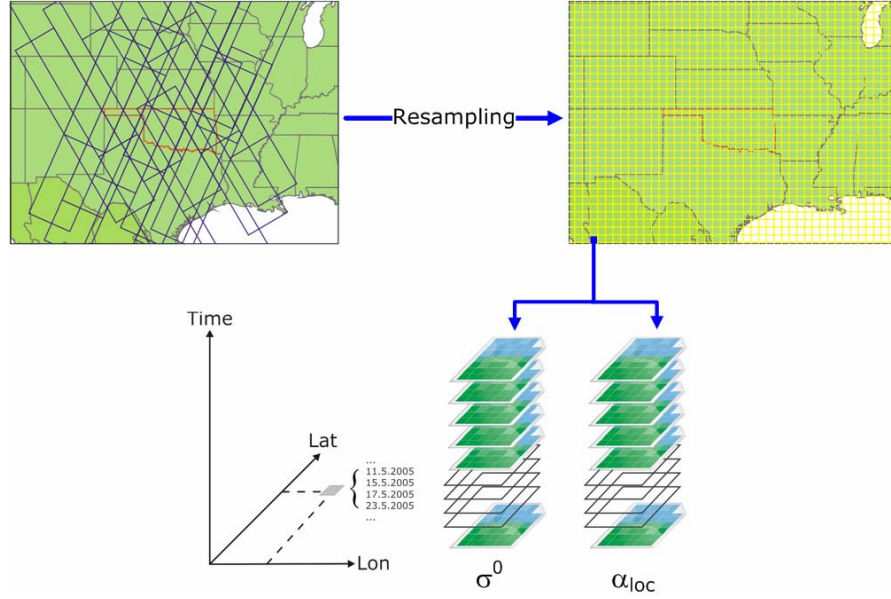 Resampling
Time
Lat
...
11.5.2005
15.5.2005
17.5.2005
23.5.2005
...
Lon
σ⁰
αloc